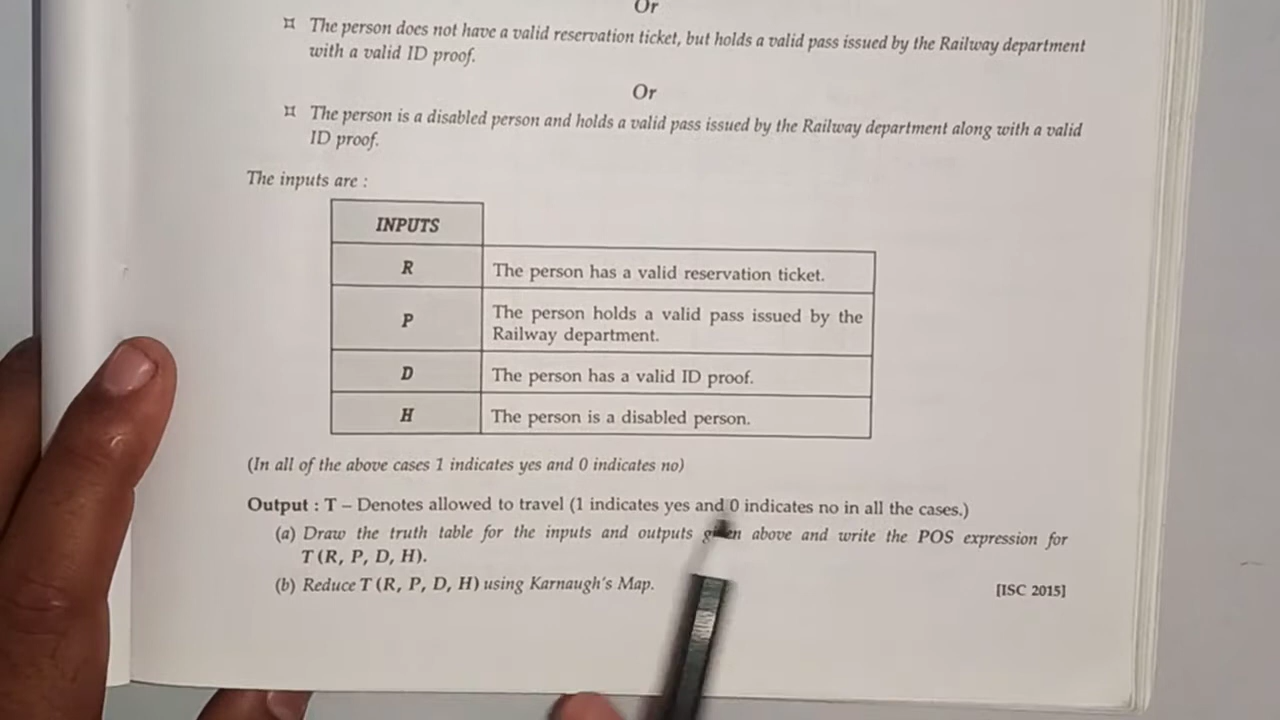 Or
¤ The person does not have a valid reservation ticket, but holds a valid pass issued by the Railway department
with a valid ID proof.
Or
¤ The person is a disabled person and holds a valid pass issued by the Railway department along with a valid
ID proof.
The inputs are :
INPUTS
R The person has a valid reservation ticket.
P The person holds a valid pass issued by the
Railway department.
D The person has a valid ID proof.
H The person is a disabled person.
(In all of the above cases 1 indicates yes and 0 indicates no)
Output : T – Denotes allowed to travel (1 indicates yes and 0 indicates no in all the cases.)
(a) Draw the truth table for the inputs and outputs given above and write the POS expression for
T (R, P, D, H).
(b) Reduce T (R, P, D, H) using Karnaugh's Map. [ISC 2015]